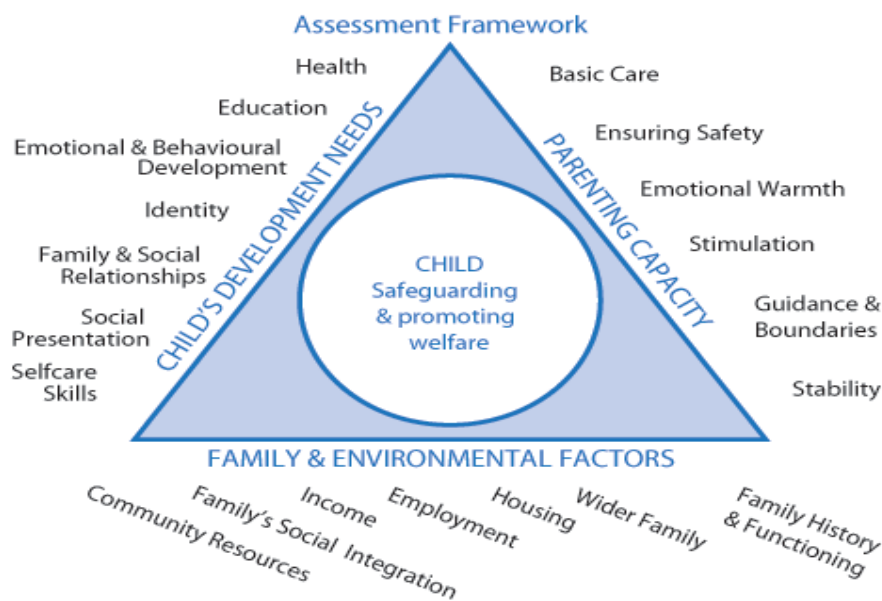 Assessment Framework
Health
Education
Emotional & Behavioural
Development
Identity
Family & Social
Relationships
Social
Presentation
Selfcare
Skills
CHILD'S DEVELOPMENT NEEDS
CHILD
Safeguarding
& promoting
welfare
PARENTING CAPACITY
Basic Care
Ensuring Safety
Emotional Warmth
Stimulation
Guidance &
Boundaries
Stability
FAMILY & ENVIRONMENTAL FACTORS
Community Resources
Family's Social Integration
Income
Employment
Housing
Wider Family
Family History
& Functioning